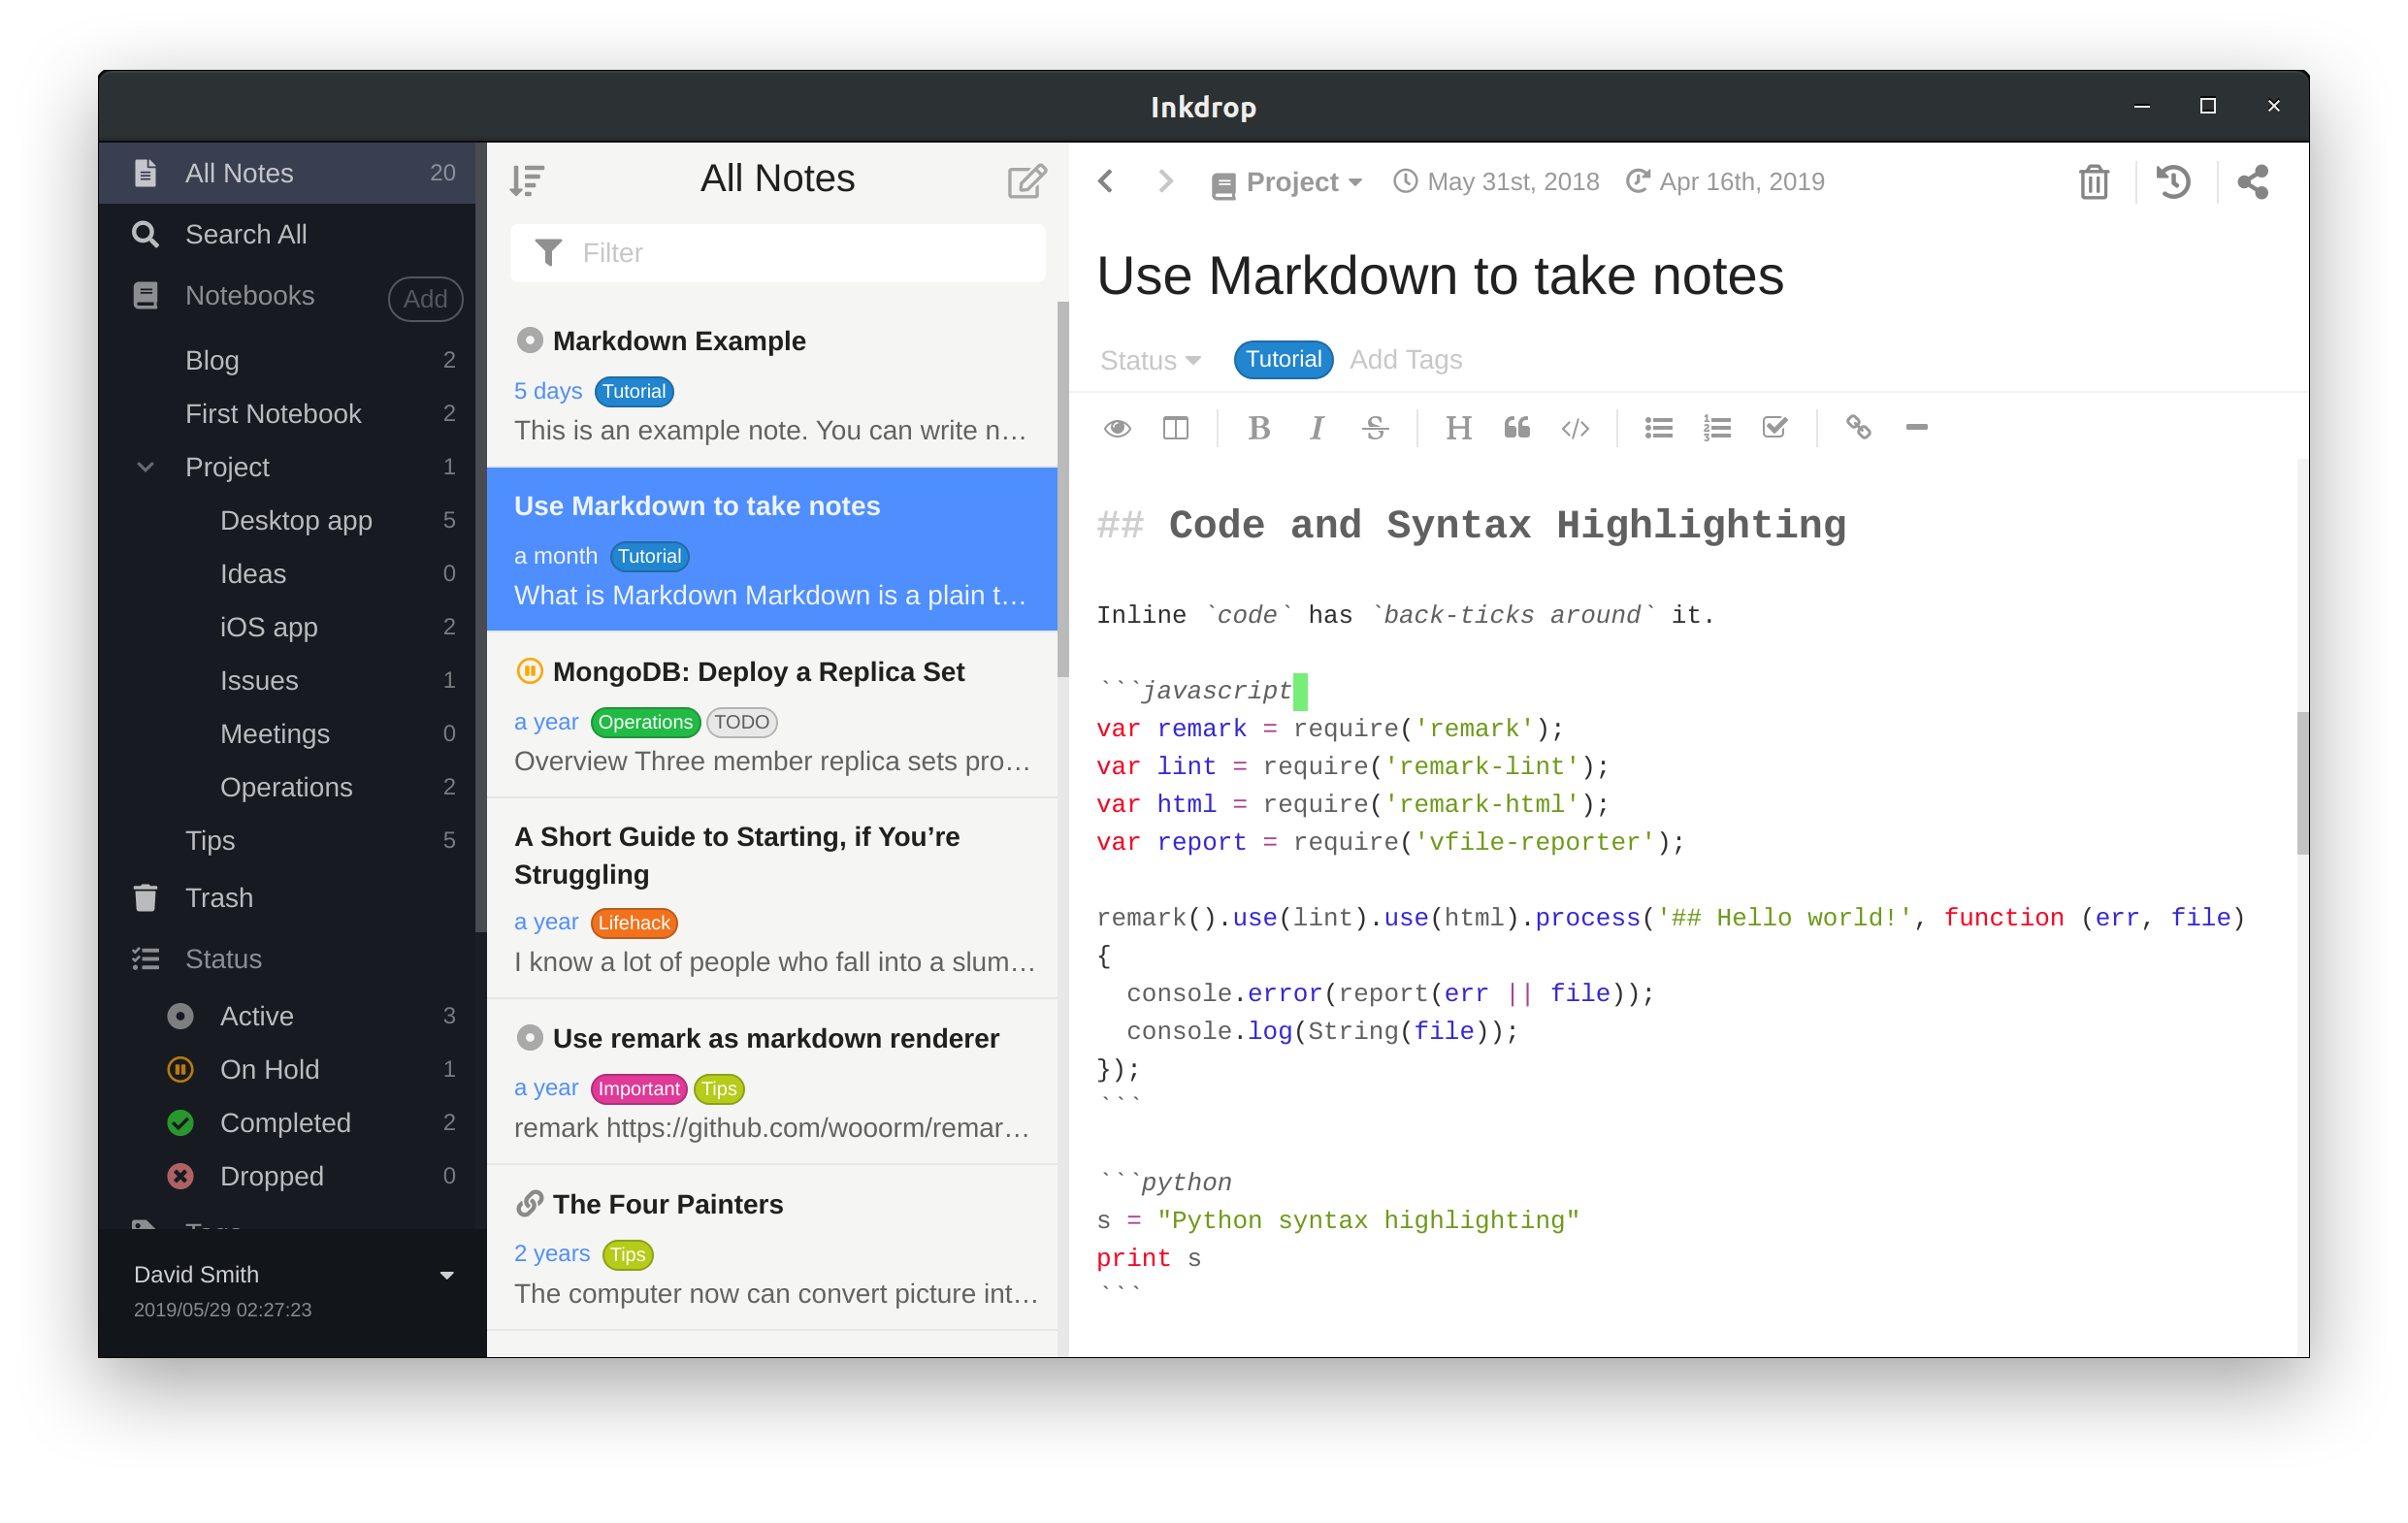 Inkdrop
All Notes 20
Search All
Notebooks Add
Blog 2
First Notebook 2
Project 1
Desktop app 5
Ideas 0
iOS app 2
Issues 1
Meetings 0
Operations 2
Tips 5
Trash
Status
Active 3
On Hold 1
Completed 2
Dropped 0
Tags
David Smith
2019/05/29 02:27:23
All Notes
Filter
Markdown Example
5 days Tutorial
This is an example note. You can write n…
Use Markdown to take notes
a month Tutorial
What is Markdown Markdown is a plain t…
MongoDB: Deploy a Replica Set
a year Operations TODO
Overview Three member replica sets pro…
A Short Guide to Starting, if You’re
Struggling
a year Lifehack
I know a lot of people who fall into a slum…
Use remark as markdown renderer
a year Important Tips
remark https://github.com/wooorm/remar…
The Four Painters
2 years Tips
The computer now can convert picture int…
Project May 31st, 2018 Apr 16th, 2019
Use Markdown to take notes
Status Tutorial Add Tags
B I S H
## Code and Syntax Highlighting
Inline `code` has `back-ticks around` it.
```javascript
var remark = require('remark');
var lint = require('remark-lint');
var html = require('remark-html');
var report = require('vfile-reporter');
remark().use(lint).use(html).process('## Hello world!', function (err, file)
{
  console.error(report(err || file));
  console.log(String(file));
});
```
```python
s = "Python syntax highlighting"
print s
```